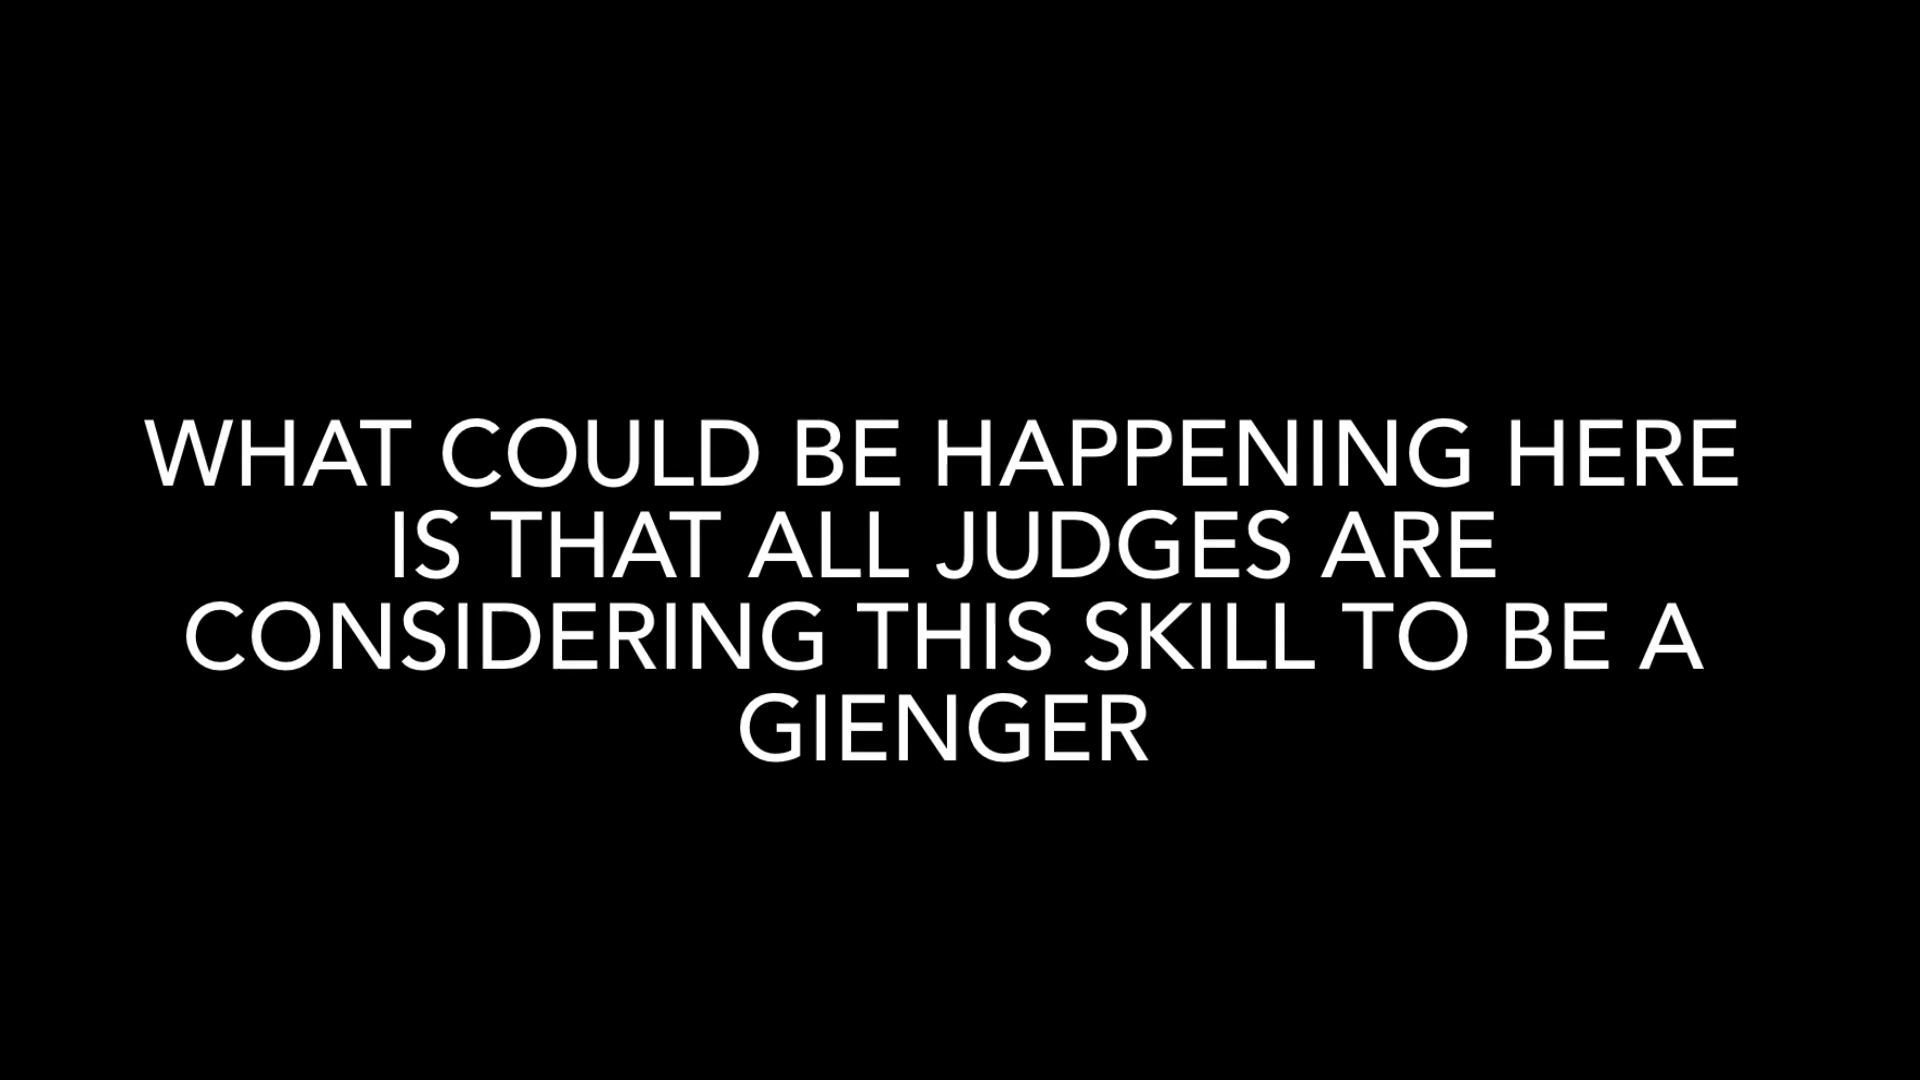 WHAT COULD BE HAPPENING HERE
IS THAT ALL JUDGES ARE
CONSIDERING THIS SKILL TO BE A
GIENGER